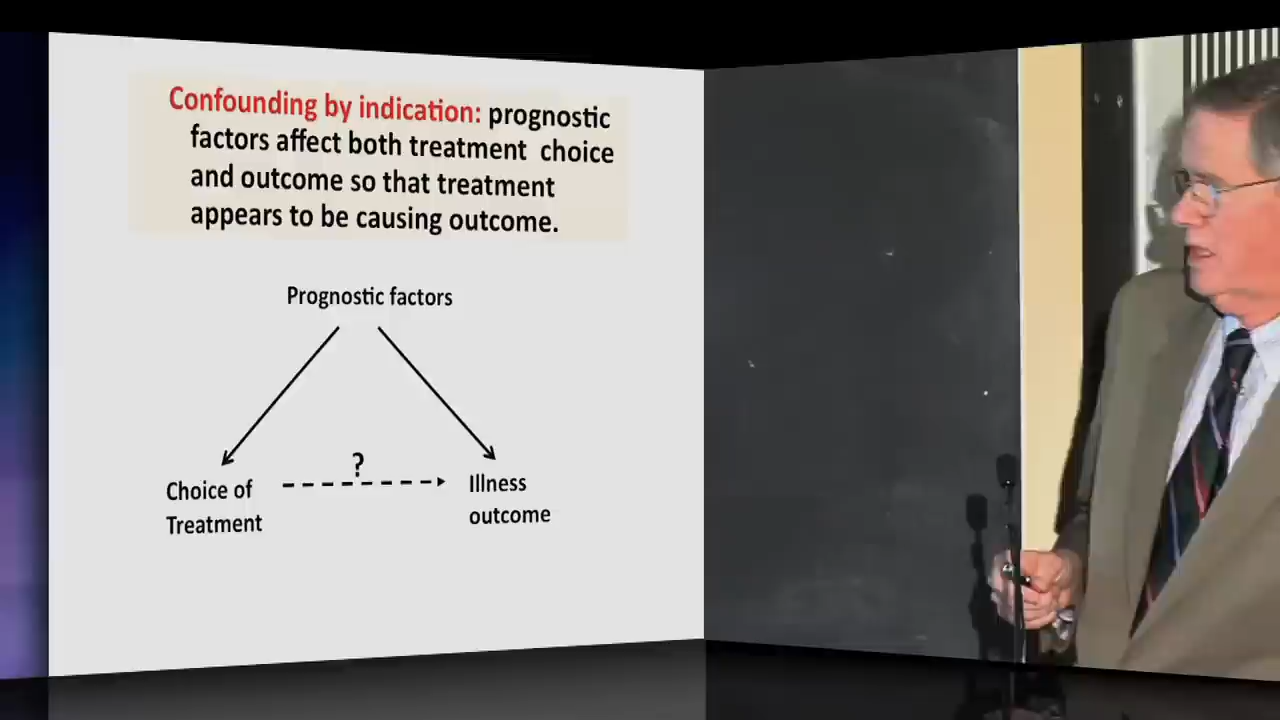 Confounding by indication: prognostic
factors affect both treatment choice
and outcome so that treatment
appears to be causing outcome.
Prognostic factors
?
Choice of
Treatment
Illness
outcome